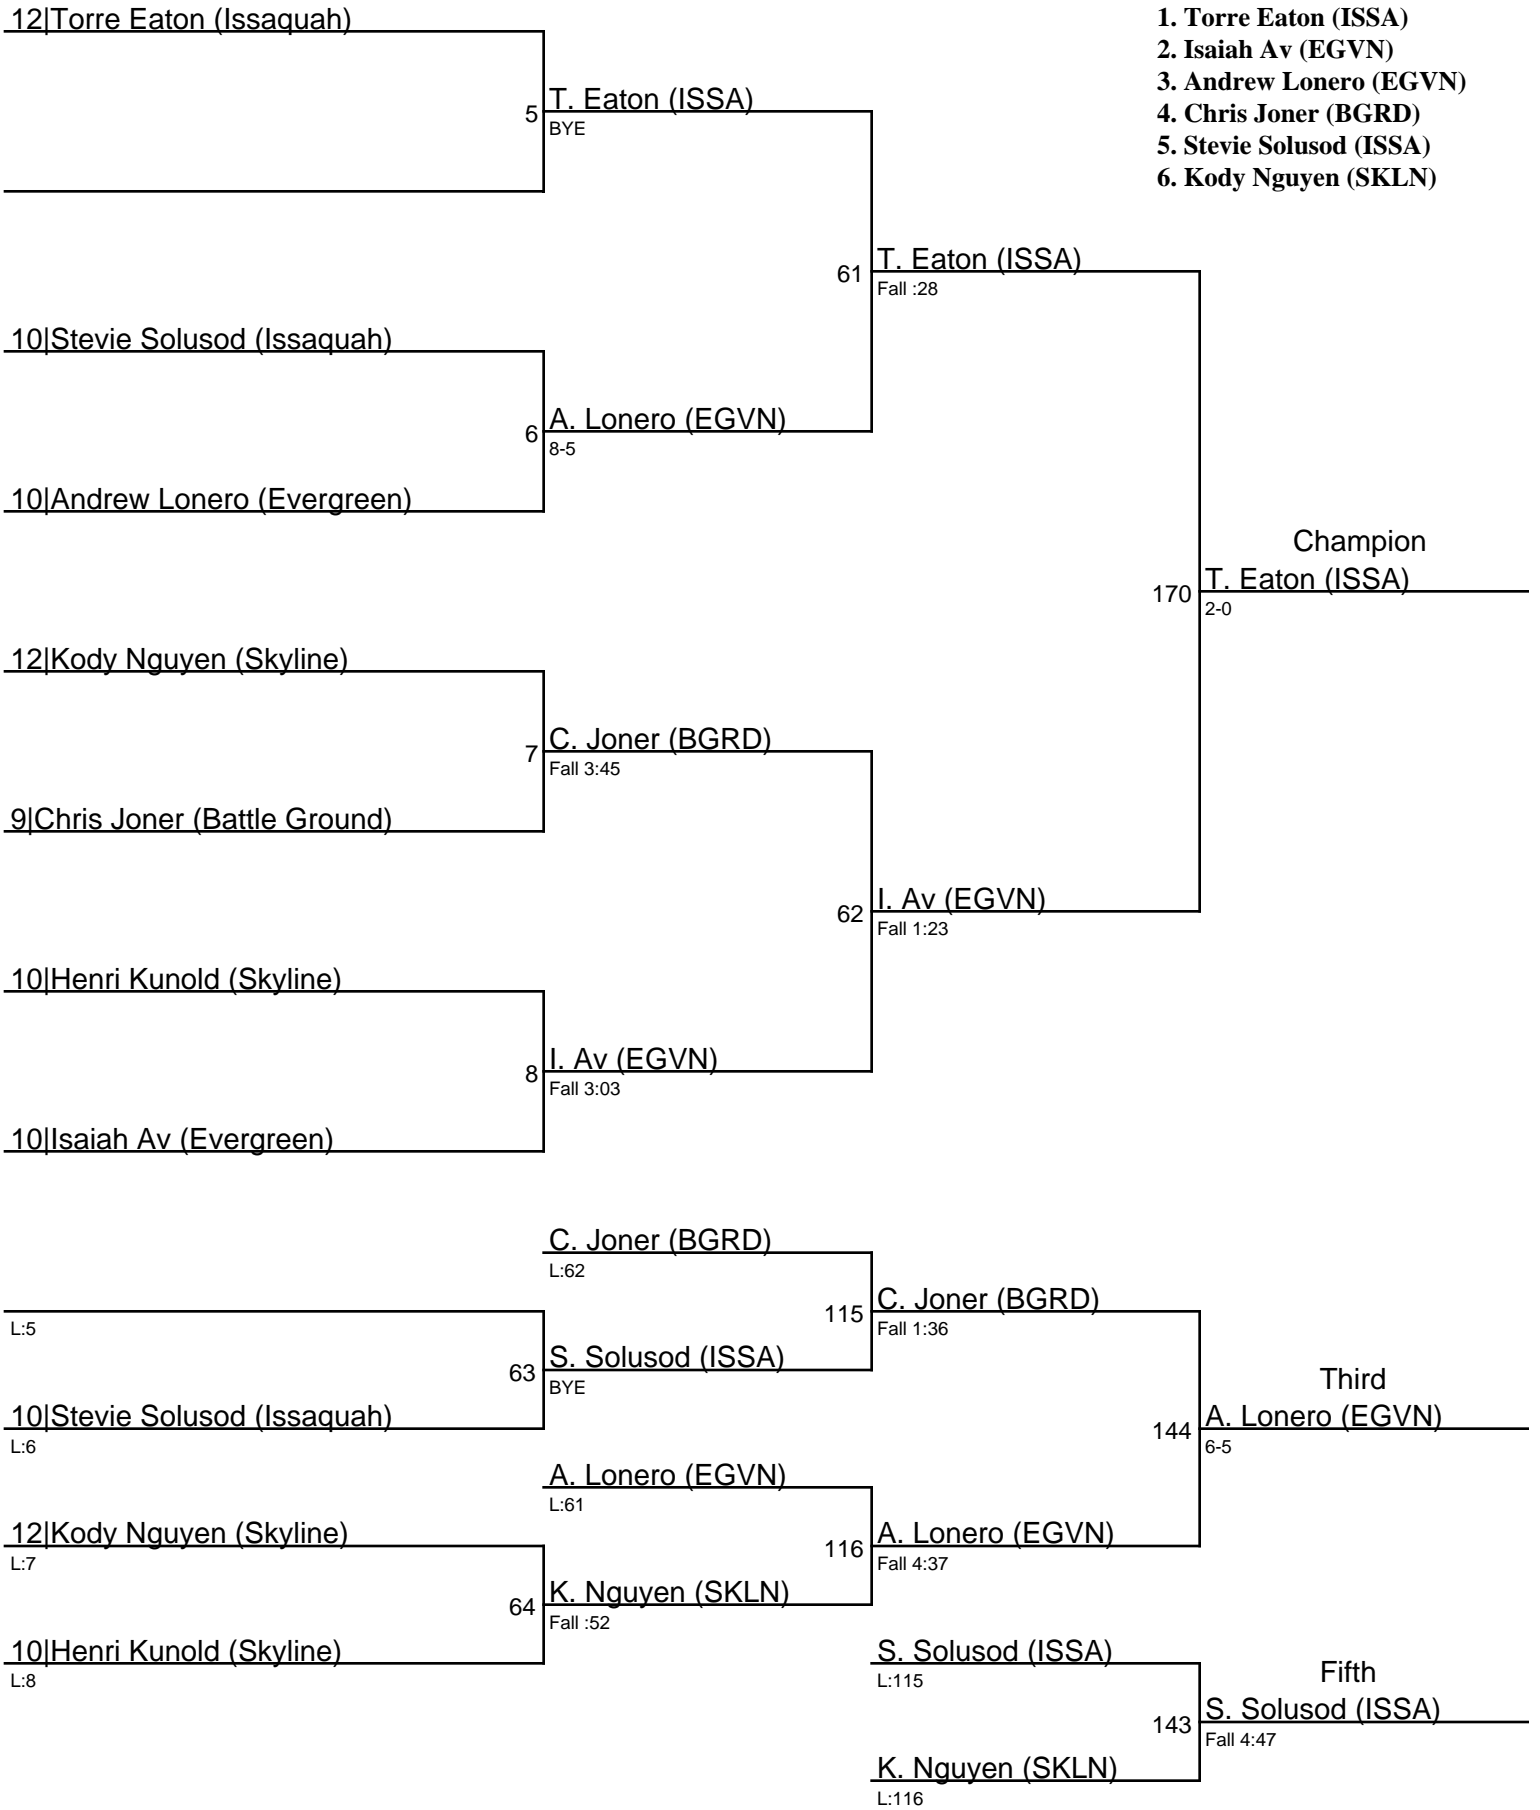 12|Torre Eaton (Issaquah)
1. Torre Eaton (ISSA)
2. Isaiah Av (EGVN)
3. Andrew Lonero (EGVN)
4. Chris Joner (BGRD)
5. Stevie Solusod (ISSA)
6. Kody Nguyen (SKLN)
5 T. Eaton (ISSA)
BYE
61 T. Eaton (ISSA)
Fall :28
10|Stevie Solusod (Issaquah)
6 A. Lonero (EGVN)
8-5
10|Andrew Lonero (Evergreen)
Champion
170 T. Eaton (ISSA)
2-0
12|Kody Nguyen (Skyline)
7 C. Joner (BGRD)
Fall 3:45
9|Chris Joner (Battle Ground)
62 I. Av (EGVN)
Fall 1:23
10|Henri Kunold (Skyline)
8 I. Av (EGVN)
Fall 3:03
10|Isaiah Av (Evergreen)
C. Joner (BGRD)
L:62
115 C. Joner (BGRD)
Fall 1:36
L:5
63 S. Solusod (ISSA)
BYE
10|Stevie Solusod (Issaquah)
L:6
Third
144 A. Lonero (EGVN)
6-5
A. Lonero (EGVN)
L:61
12|Kody Nguyen (Skyline)
L:7
116 A. Lonero (EGVN)
Fall 4:37
64 K. Nguyen (SKLN)
Fall :52
10|Henri Kunold (Skyline)
L:8
S. Solusod (ISSA)
L:115
Fifth
143 S. Solusod (ISSA)
Fall 4:47
K. Nguyen (SKLN)
L:116